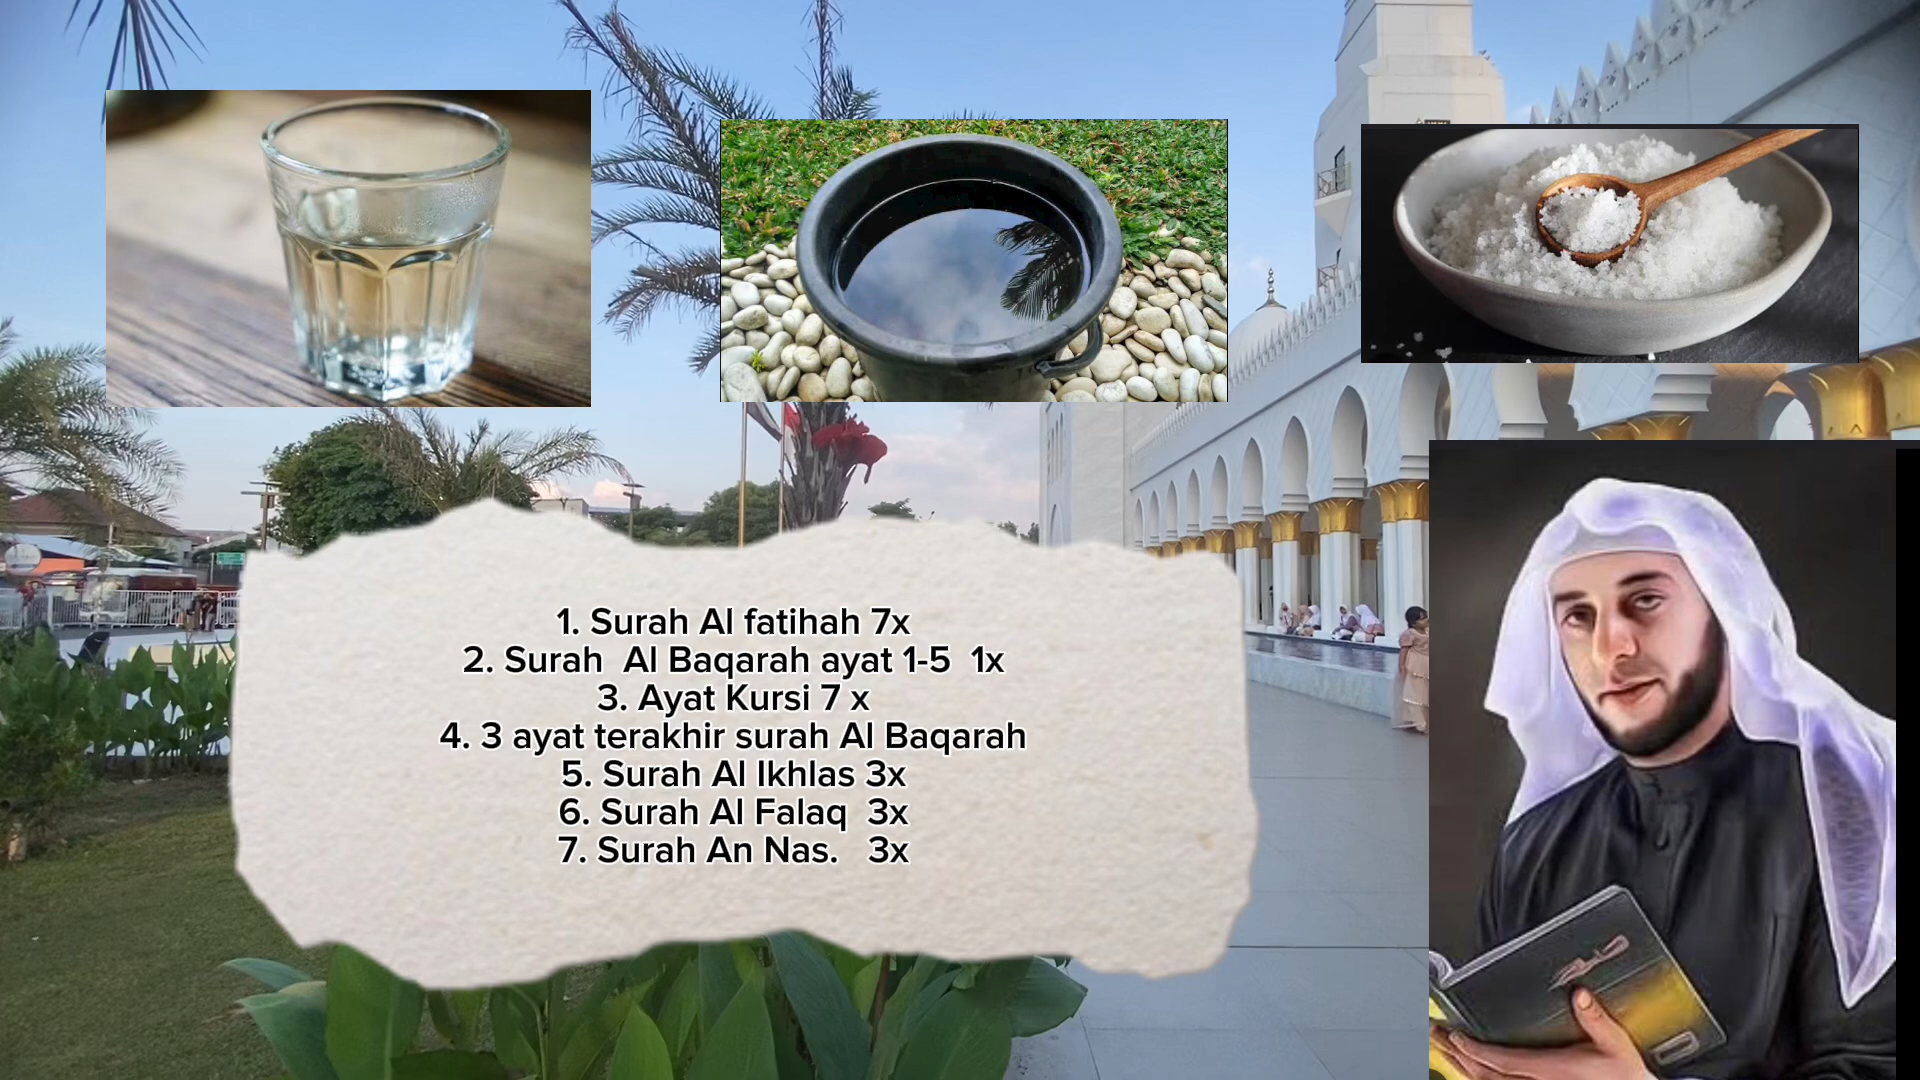 1. Surah Al fatihah 7x
2. Surah Al Baqarah ayat 1-5 1x
3. Ayat Kursi 7 x
4. 3 ayat terakhir surah Al Baqarah
5. Surah Al Ikhlas 3x
6. Surah Al Falaq 3x
7. Surah An Nas. 3x